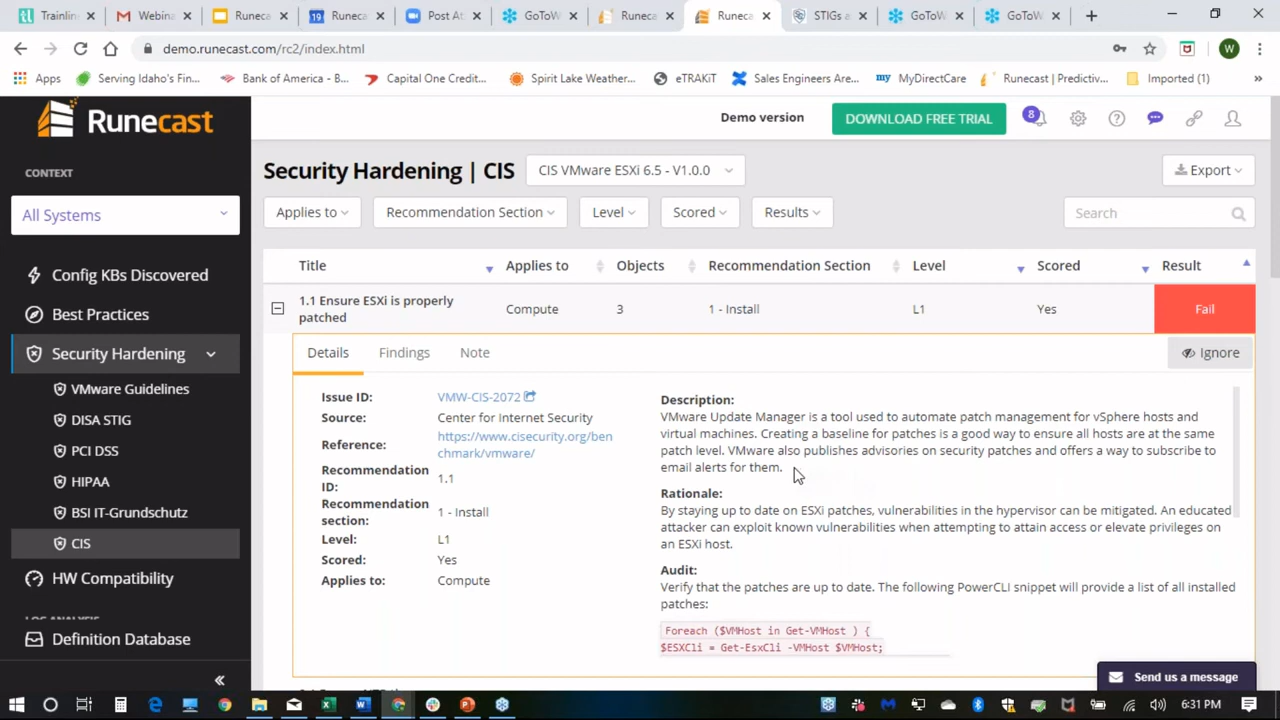 Trainline
Webina
Runeca
19 Runeca
Post At
GoToW
Runeca
Runeca
STIGs a
GoToW
GoToW
demo.runecast.com/rc2/index.html
W
Apps
Serving Idaho's Fin...
Bank of America - B...
Capital One Credit...
Spirit Lake Weather...
eTRAKiT
Sales Engineers Are...
my MyDirectCare
Runecast | Predictiv...
Imported (1)
»
Runecast
Demo version
DOWNLOAD FREE TRIAL
8
CONTEXT
All Systems
Config KBs Discovered
Best Practices
Security Hardening
VMware Guidelines
DISA STIG
PCI DSS
HIPAA
BSI IT-Grundschutz
CIS
HW Compatibility
LOG ANALYSIS
Definition Database
«
Security Hardening | CIS
CIS VMware ESXi 6.5 - V1.0.0
Export
Applies to
Recommendation Section
Level
Scored
Results
Search
Title Applies to Objects Recommendation Section Level Scored Result
1.1 Ensure ESXi is properly
patched
Compute 3 1 - Install L1 Yes Fail
Details Findings Note
Ignore
Issue ID: VMW-CIS-2072
Source: Center for Internet Security
Reference: https://www.cisecurity.org/ben
chmark/vmware/
Recommendation
ID: 1.1
Recommendation
section: 1 - Install
Level: L1
Scored: Yes
Applies to: Compute
Description:
VMware Update Manager is a tool used to automate patch management for vSphere hosts and
virtual machines. Creating a baseline for patches is a good way to ensure all hosts are at the same
patch level. VMware also publishes advisories on security patches and offers a way to subscribe to
email alerts for them.
Rationale:
By staying up to date on ESXi patches, vulnerabilities in the hypervisor can be mitigated. An educated
attacker can exploit known vulnerabilities when attempting to attain access or elevate privileges on
an ESXi host.
Audit:
Verify that the patches are up to date. The following PowerCLI snippet will provide a list of all installed
patches:
Foreach ($VMHost in Get-VMHost ) {
$ESXCli = Get-EsxCli -VMHost $VMHost;
Send us a message
6:31 PM